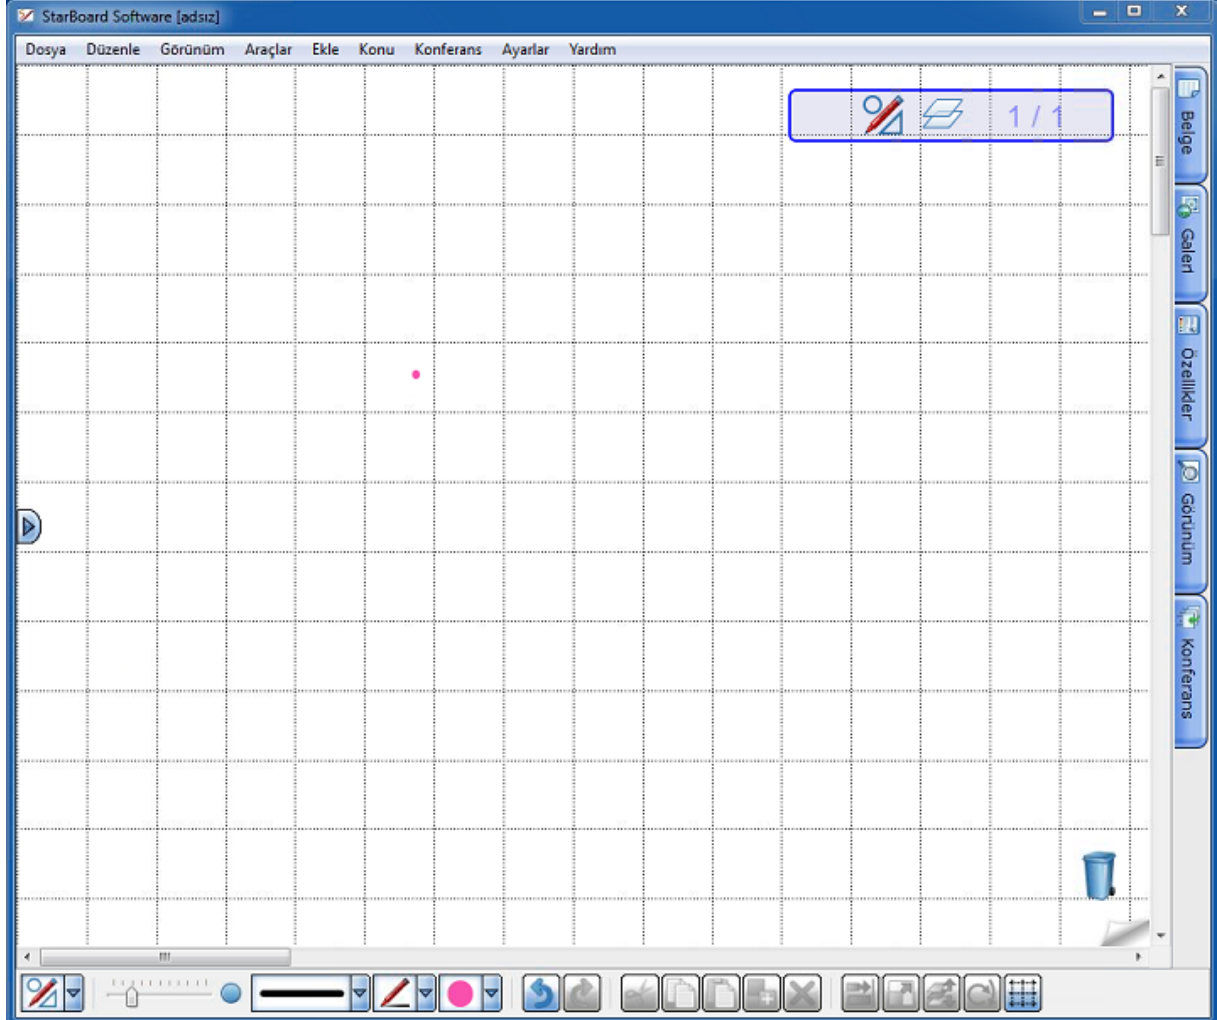 StarBoard Software [adsız]
Dosya Düzenle Görünüm Araçlar Ekle Konu Konferans Ayarlar Yardım
1 / 1
Belge
Galeri
Özellikler
Görünüm
Konferans